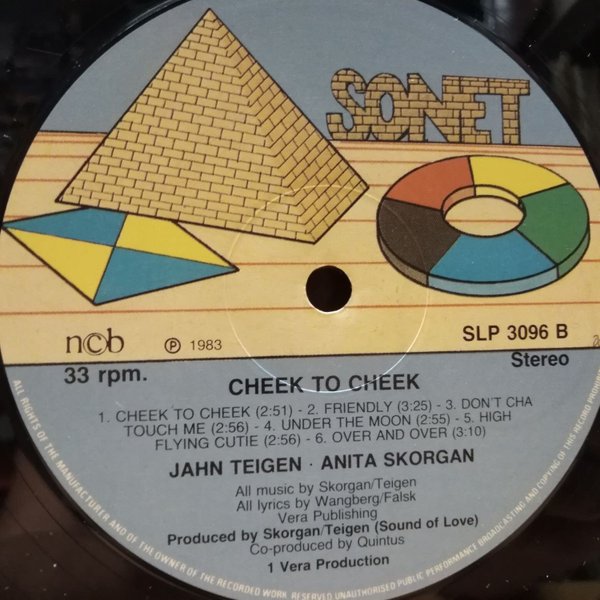 SONET
ncb
℗ 1983
SLP 3096 B
33 rpm.
Stereo
CHEEK TO CHEEK
1. CHEEK TO CHEEK (2:51) - 2. FRIENDLY (3:25) - 3. DON'T CHA
TOUCH ME (2:56) - 4. UNDER THE MOON (2:55) - 5. HIGH
FLYING CUTIE (2:56) - 6. OVER AND OVER (3:10)
JAHN TEIGEN · ANITA SKORGAN
All music by Skorgan/Teigen
All lyrics by Wangberg/Falsk
Vera Publishing
Produced by Skorgan/Teigen (Sound of Love)
Co-produced by Quintus
1 Vera Production
ALL RIGHTS OF THE MANUFACTURER AND OF THE OWNER OF THE RECORDED WORK RESERVED UNAUTHORISED PUBLIC PERFORMANCE BROADCASTING AND COPYING OF THIS RECORD